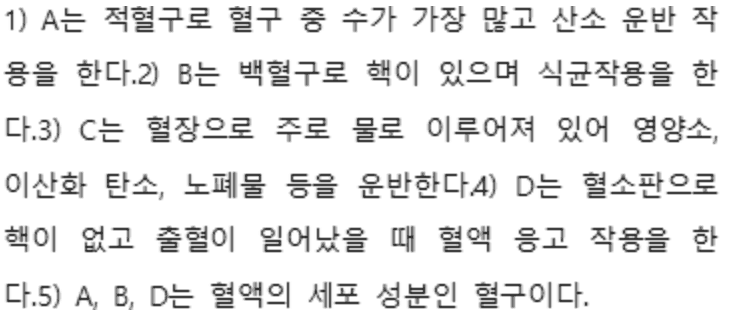 1) A는 적혈구로 혈구 중 수가 가장 많고 산소 운반 작
용을 한다.2) B는 백혈구로 핵이 있으며 식균작용을 한
다.3) C는 혈장으로 주로 물로 이루어져 있어 영양소,
이산화 탄소, 노폐물 등을 운반한다.4) D는 혈소판으로
핵이 없고 출혈이 일어났을 때 혈액 응고 작용을 한
다.5) A, B, D는 혈액의 세포 성분인 혈구이다.